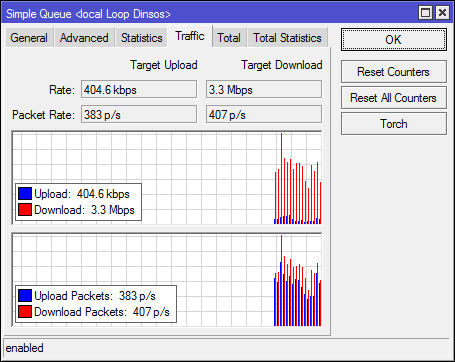 Simple Queue <local Loop Dinsos>
General Advanced Statistics Traffic Total Total Statistics
OK
Reset Counters
Reset All Counters
Torch
Target Upload Target Download
Rate: 404.6 kbps 3.3 Mbps
Packet Rate: 383 p/s 407 p/s
Upload: 404.6 kbps
Download: 3.3 Mbps
Upload Packets: 383 p/s
Download Packets: 407 p/s
enabled